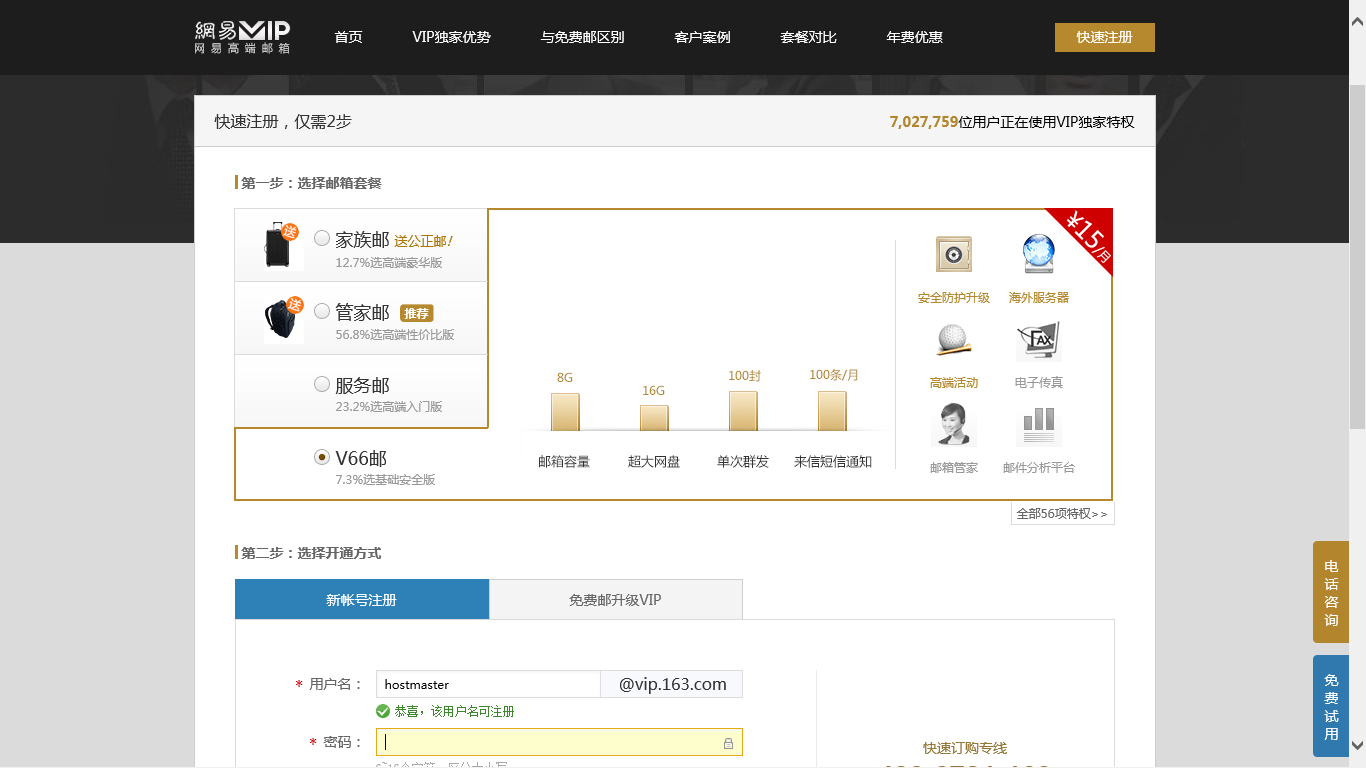 網易VIP
网易高端邮箱
首页
VIP独家优势
与免费邮区别
客户案例
套餐对比
年费优惠
快速注册
快速注册，仅需2步
7,027,759位用户正在使用VIP独家特权
第一步：选择邮箱套餐
送
家族邮 送公正邮!
12.7%选高端豪华版
送
管家邮 推荐
56.8%选高端性价比版
服务邮
23.2%选高端入门版
V66邮
7.3%选基础安全版
8G
16G
100封
100条/月
邮箱容量
超大网盘
单次群发
来信短信通知
¥15/月
安全防护升级
海外服务器
高端活动
FAX
电子传真
邮箱管家
邮件分析平台
全部56项特权>>
第二步：选择开通方式
新帐号注册
免费邮升级VIP
* 用户名：
hostmaster
@vip.163.com
恭喜，该用户名可注册
* 密码：
快速订购专线
电话咨询
免费试用